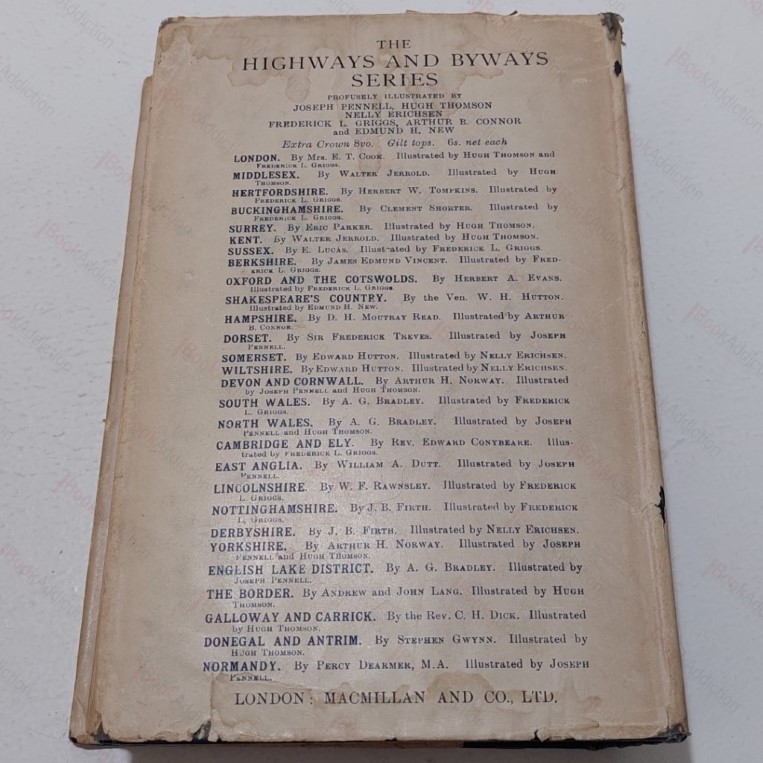 THE
HIGHWAYS AND BYWAYS
SERIES
PROFUSELY ILLUSTRATED BY
JOSEPH PENNELL, HUGH THOMSON
NELLY ERICHSEN
FREDERICK L. GRIGGS, ARTHUR B. CONNOR
and EDMUND H. NEW
Extra Crown 8vo. Gilt tops. 6s. net each
LONDON. By Mrs. E. T. Cook. Illustrated by Hugh Thomson and
Frederick L. Griggs.
MIDDLESEX. By Walter Jerrold. Illustrated by Hugh
Thomson.
HERTFORDSHIRE. By Herbert W. Tompkins. Illustrated by
Frederick L. Griggs.
BUCKINGHAMSHIRE. By Clement Shorter. Illustrated by
Frederick L. Griggs.
SURREY. By Eric Parker. Illustrated by Hugh Thomson.
KENT. By Walter Jerrold. Illustrated by Hugh Thomson.
SUSSEX. By E. Lucas. Illustrated by Frederick L. Griggs
BERKSHIRE. By James Edmund Vincent. Illustrated by Fred-
erick L. Griggs.
OXFORD AND THE COTSWOLDS. By Herbert A. Evans.
Illustrated by Frederick L. Griggs
SHAKESPEARE'S COUNTRY. By the Ven. W. H. Hutton.
Illustrated by Edmund H. New.
HAMPSHIRE. By D. H. Moutray Read. Illustrated by Arthur
B. Connor.
DORSET. By Sir Frederick Treves. Illustrated by Joseph
Pennell.
SOMERSET. By Edward Hutton. Illustrated by Nelly Erichsen.
WILTSHIRE. By Edward Hutton. Illustrated by Nelly Erichsen.
DEVON AND CORNWALL. By Arthur H. Norway. Illustrated
by Joseph Pennell and Hugh Thomson.
SOUTH WALES. By A. G. Bradley. Illustrated by Frederick
L. Griggs.
NORTH WALES. By A. G. Bradley. Illustrated by Joseph
Pennell and Hugh Thomson.
CAMBRIDGE AND ELY. By Rev. Edward Conybeare. Illus-
trated by Frederick L. Griggs.
EAST ANGLIA. By William A. Dutt. Illustrated by Joseph
Pennell.
LINCOLNSHIRE. By W. F. Rawnsley. Illustrated by Frederick
L. Griggs.
NOTTINGHAMSHIRE. By J. B. Firth. Illustrated by Frederick
L. Griggs.
DERBYSHIRE. By J. B. Firth. Illustrated by Nelly Erichsen.
YORKSHIRE. By Arthur H. Norway. Illustrated by Joseph
Pennell and Hugh Thomson.
ENGLISH LAKE DISTRICT. By A. G. Bradley. Illustrated by
Joseph Pennell.
THE BORDER. By Andrew and John Lang. Illustrated by Hugh
Thomson.
GALLOWAY AND CARRICK. By the Rev. C. H. Dick. Illustrated
by Hugh Thomson.
DONEGAL AND ANTRIM. By Stephen Gwynn. Illustrated by
Hugh Thomson.
NORMANDY. By Percy Dearmer, M.A. Illustrated by Joseph
Pennell.
LONDON: MACMILLAN AND CO., LTD.